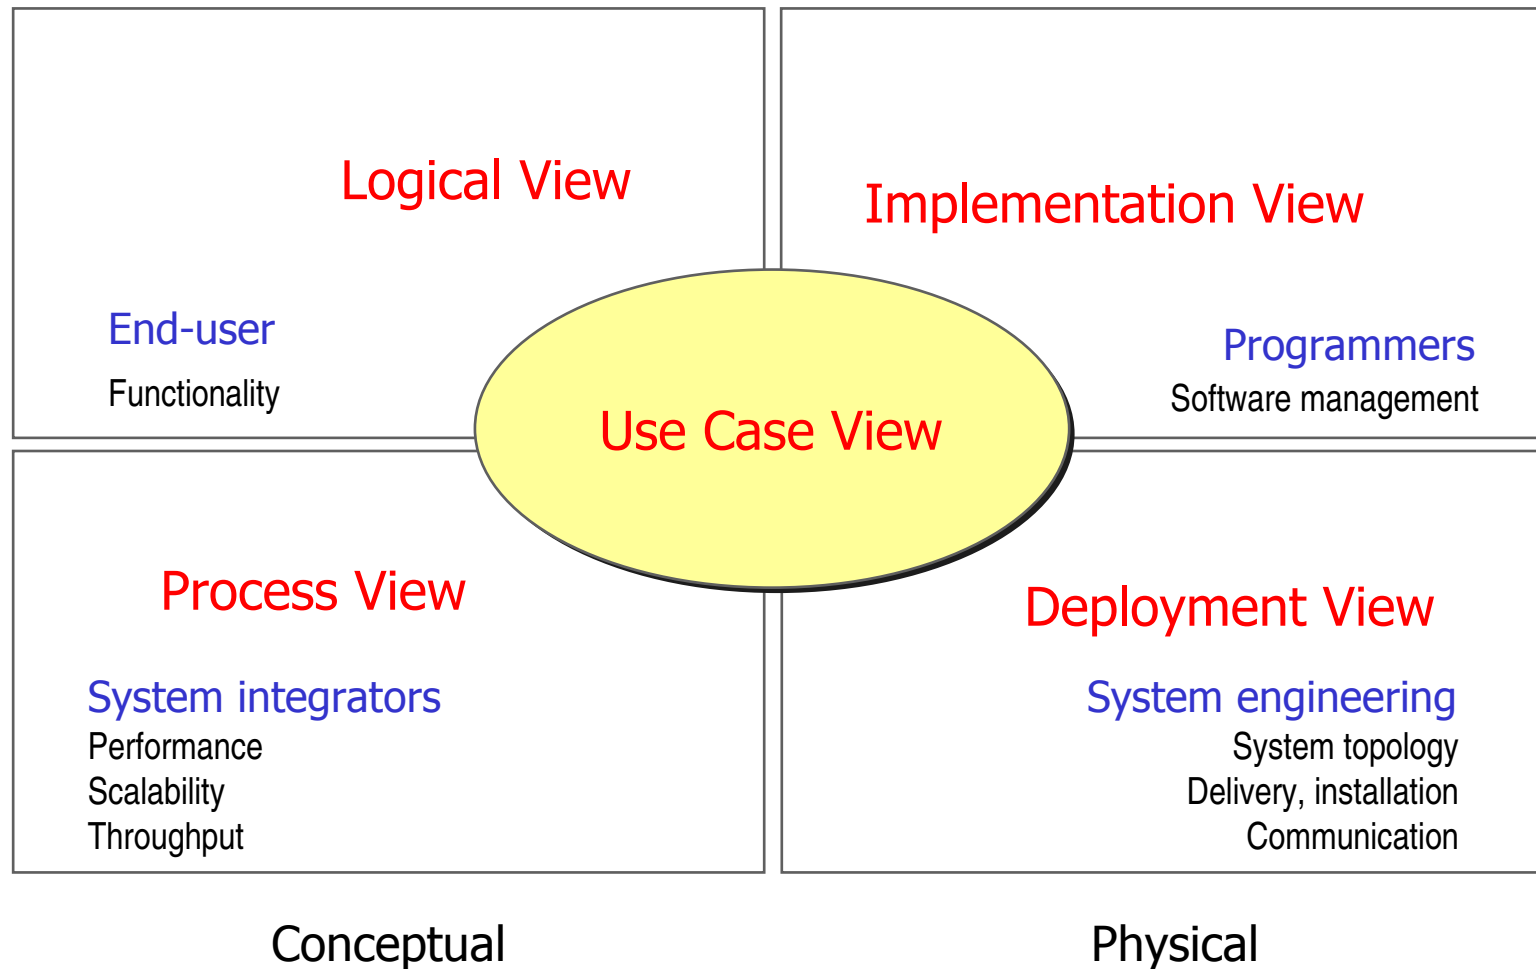 Logical View
End-user
Functionality
Implementation View
Programmers
Software management
Use Case View
Process View
System integrators
Performance
Scalability
Throughput
Deployment View
System engineering
System topology
Delivery, installation
Communication
Conceptual
Physical